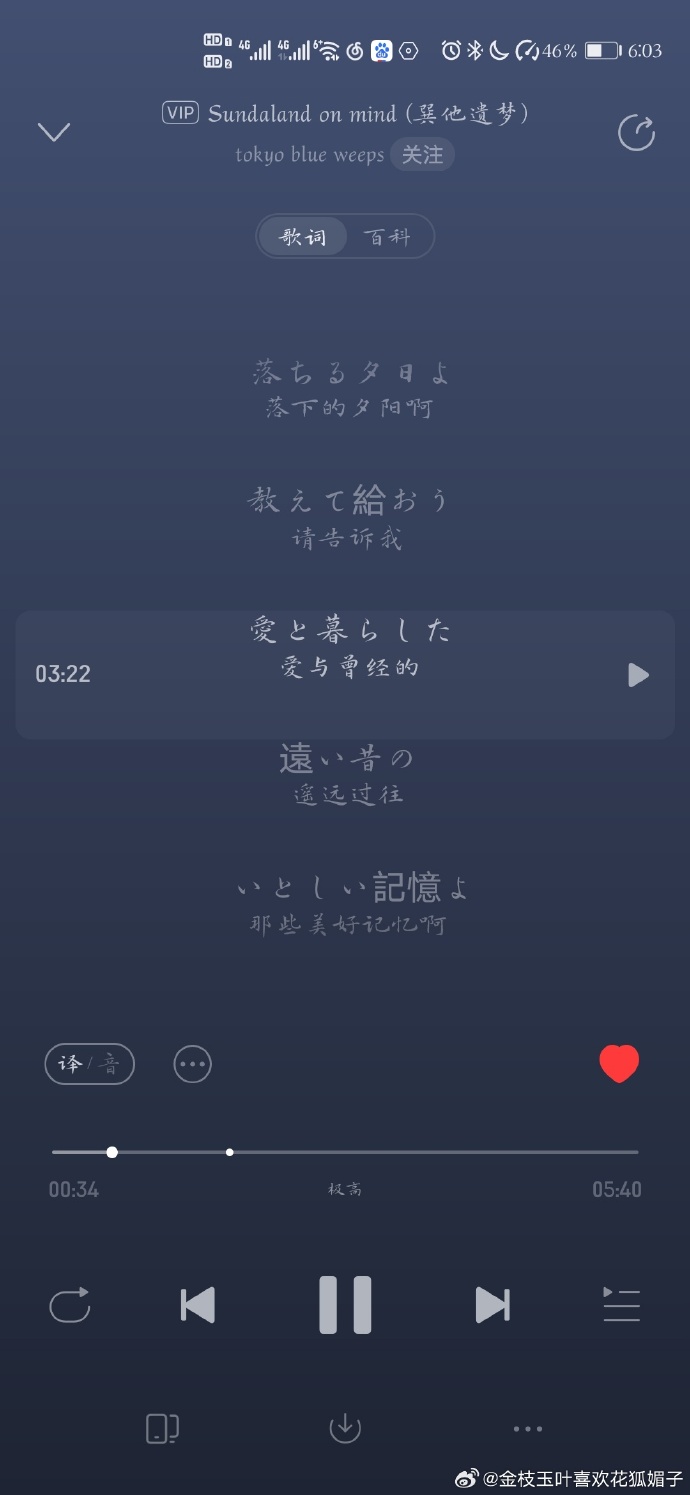 HD 1 4G 4G 6+ 46% 6:03
HD 2
VIP Sundaland on mind (巽他遗梦)
tokyo blue weeps 关注
歌词 百科
落ちる夕日よ
落下的夕阳啊
教えて給おう
请告诉我
愛と暮らした
03:22
爱与曾经的
遠い昔の
遥远过往
いとしい記憶よ
那些美好记忆啊
译/音
00:34 极高 05:40
@金枝玉叶喜欢花狐媚子